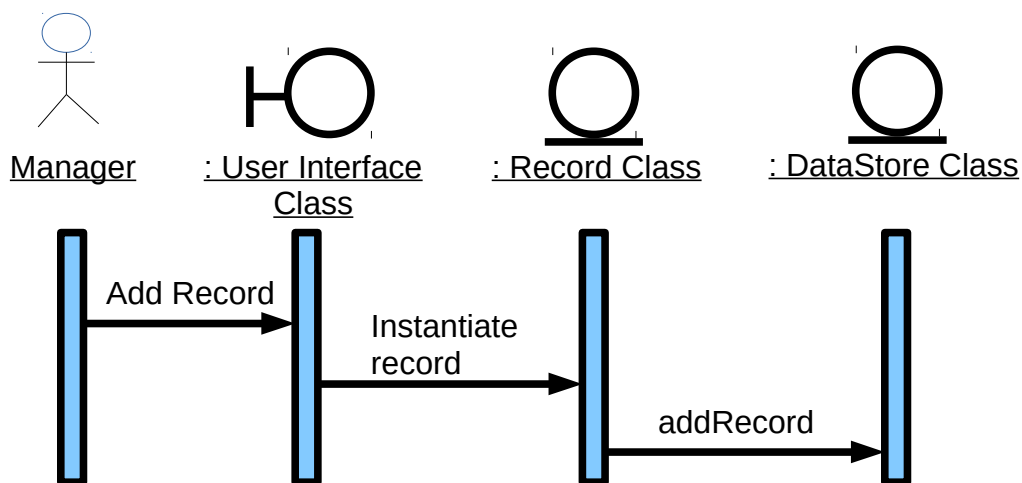 Manager
: User Interface
Class
: Record Class
: DataStore Class
Add Record
Instantiate
record
addRecord